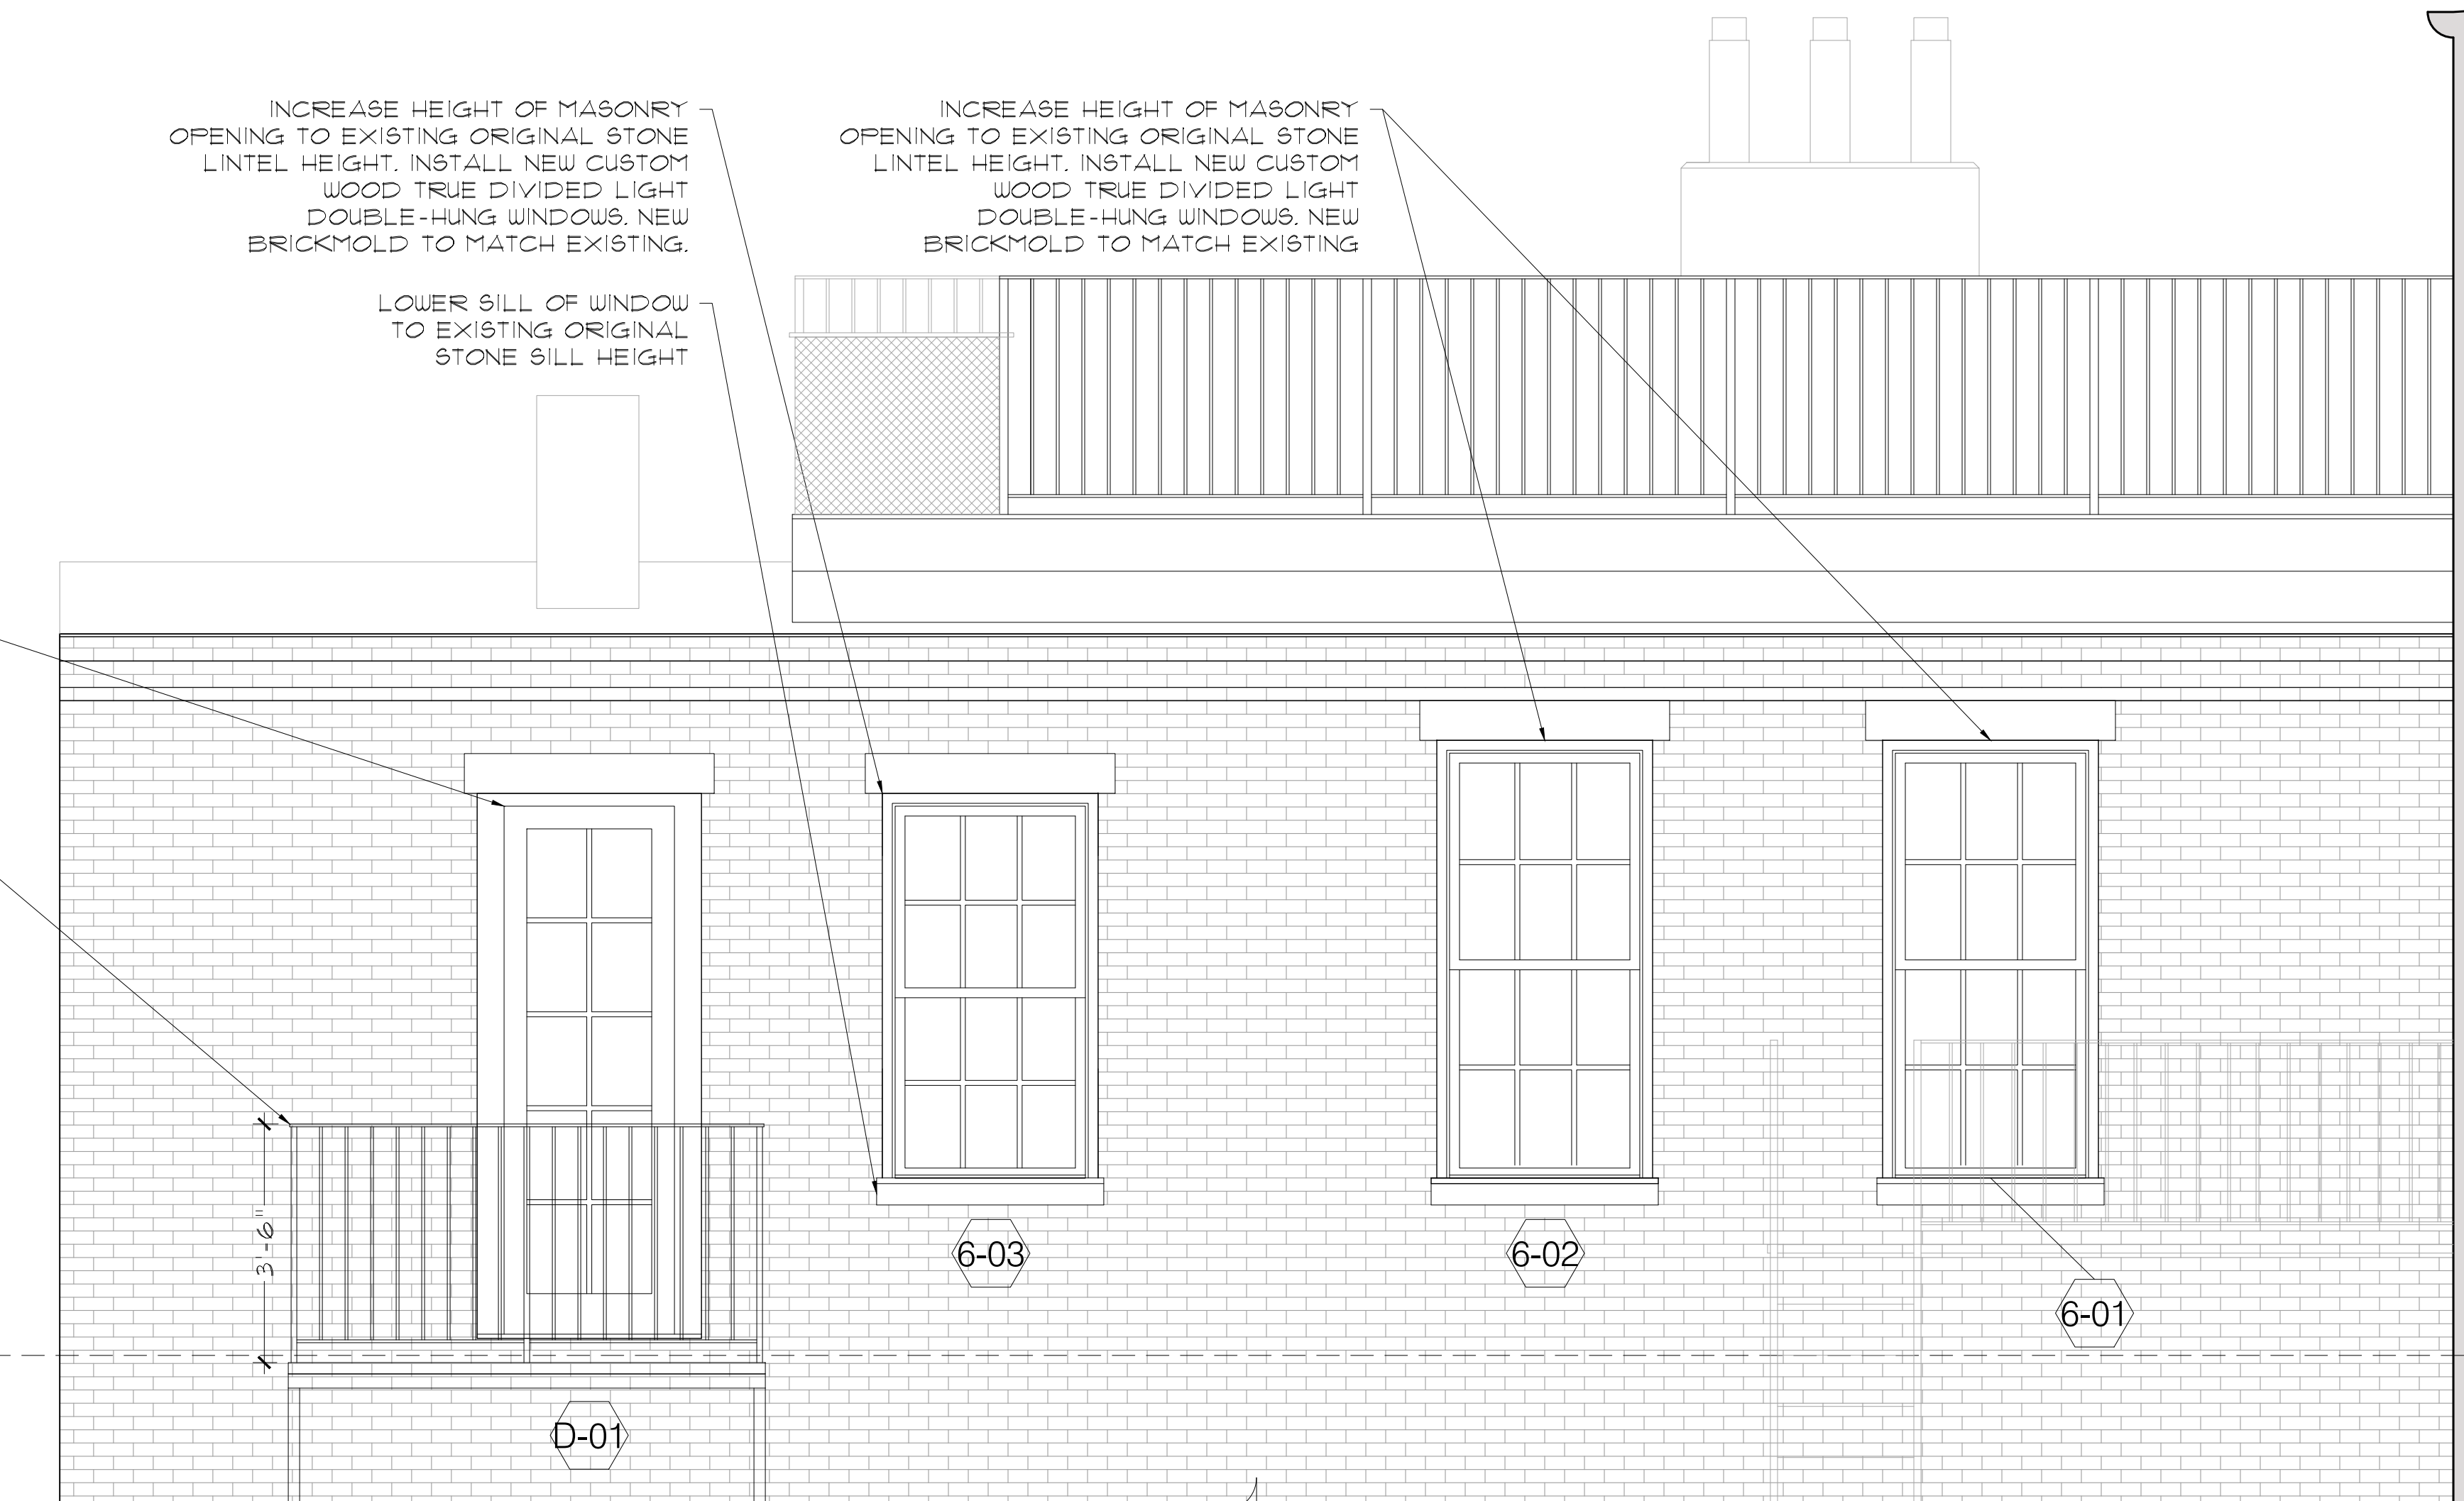 INCREASE HEIGHT OF MASONRY
OPENING TO EXISTING ORIGINAL STONE
LINTEL HEIGHT. INSTALL NEW CUSTOM
WOOD TRUE DIVIDED LIGHT
DOUBLE-HUNG WINDOWS. NEW
BRICKMOLD TO MATCH EXISTING.
LOWER SILL OF WINDOW
TO EXISTING ORIGINAL
STONE SILL HEIGHT
INCREASE HEIGHT OF MASONRY
OPENING TO EXISTING ORIGINAL STONE
LINTEL HEIGHT. INSTALL NEW CUSTOM
WOOD TRUE DIVIDED LIGHT
DOUBLE-HUNG WINDOWS. NEW
BRICKMOLD TO MATCH EXISTING
3'-6"
6-03
6-02
6-01
D-01